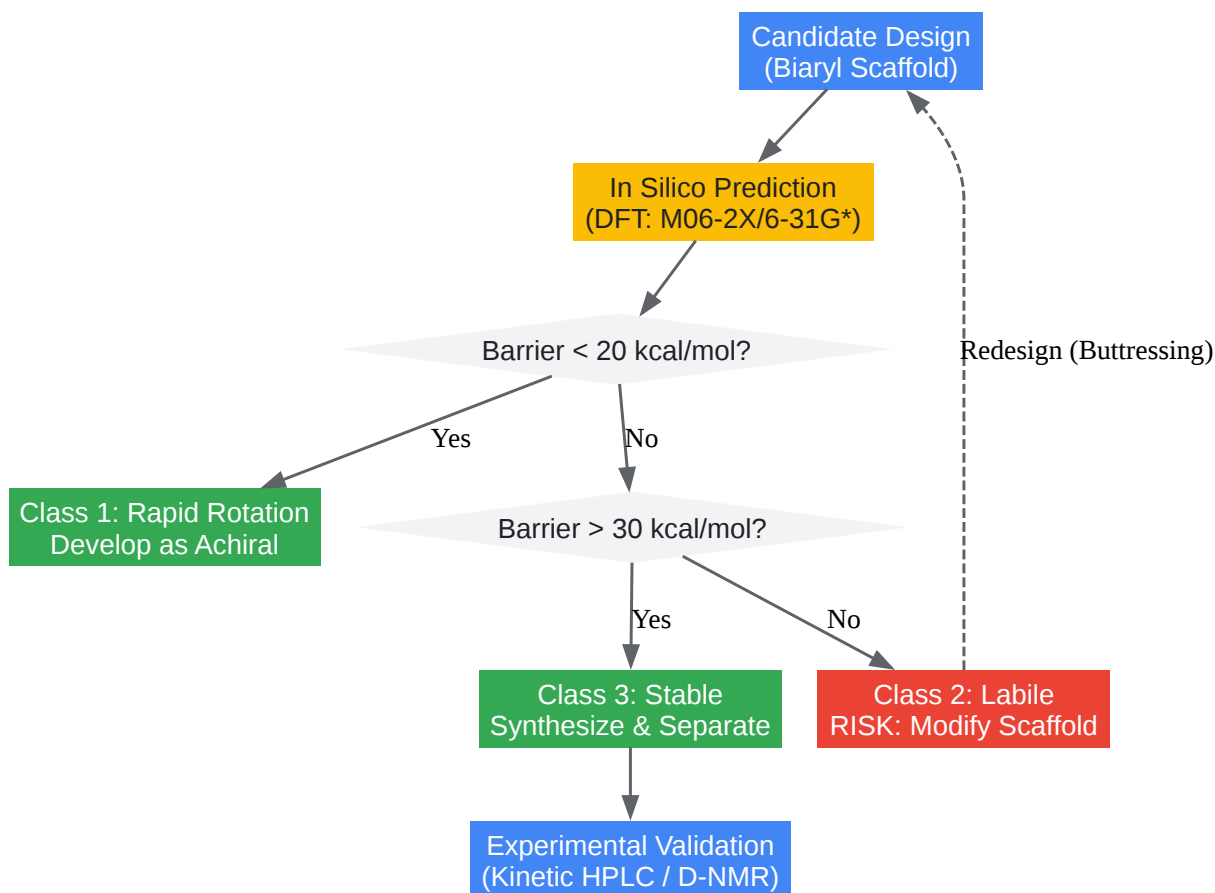 Candidate Design
(Biaryl Scaffold)
In Silico Prediction
(DFT: M06-2X/6-31G*)
Barrier < 20 kcal/mol?
Redesign (Buttressing)
Yes
No
Class 1: Rapid Rotation
Develop as Achiral
Barrier > 30 kcal/mol?
Yes
No
Class 3: Stable
Synthesize & Separate
Class 2: Labile
RISK: Modify Scaffold
Experimental Validation
(Kinetic HPLC / D-NMR)